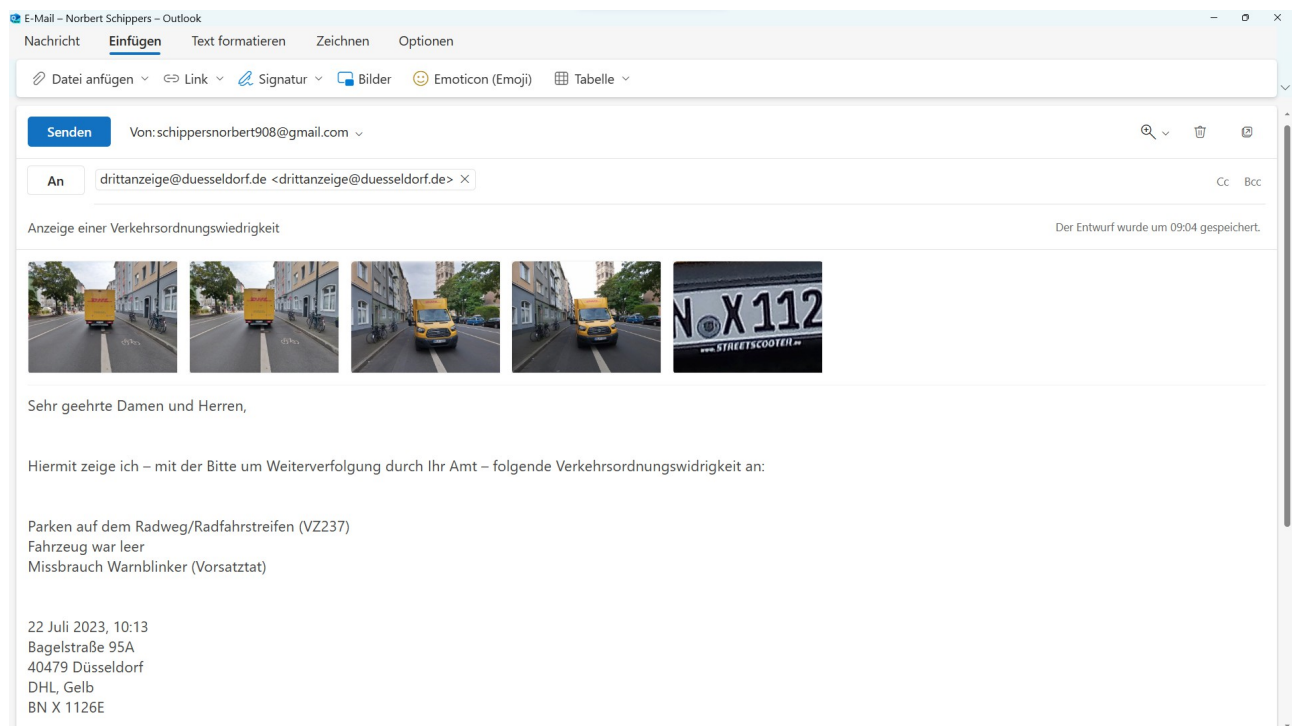 E-Mail – Norbert Schippers – Outlook
Nachricht Einfügen Text formatieren Zeichnen Optionen
Datei anfügen Link Signatur Bilder Emoticon (Emoji) Tabelle
Senden Von: schippersnorbert908@gmail.com
An drittanzeige@duesseldorf.de <drittanzeige@duesseldorf.de> Cc Bcc
Anzeige einer Verkehrsordnungswiedrigkeit Der Entwurf wurde um 09:04 gespeichert.
N X112
www.STREETSCOOTER
Sehr geehrte Damen und Herren,
Hiermit zeige ich – mit der Bitte um Weiterverfolgung durch Ihr Amt – folgende Verkehrsordnungswidrigkeit an:
Parken auf dem Radweg/Radfahrstreifen (VZ237)
Fahrzeug war leer
Missbrauch Warnblinker (Vorsatztat)
22 Juli 2023, 10:13
Bagelstraße 95A
40479 Düsseldorf
DHL, Gelb
BN X 1126E